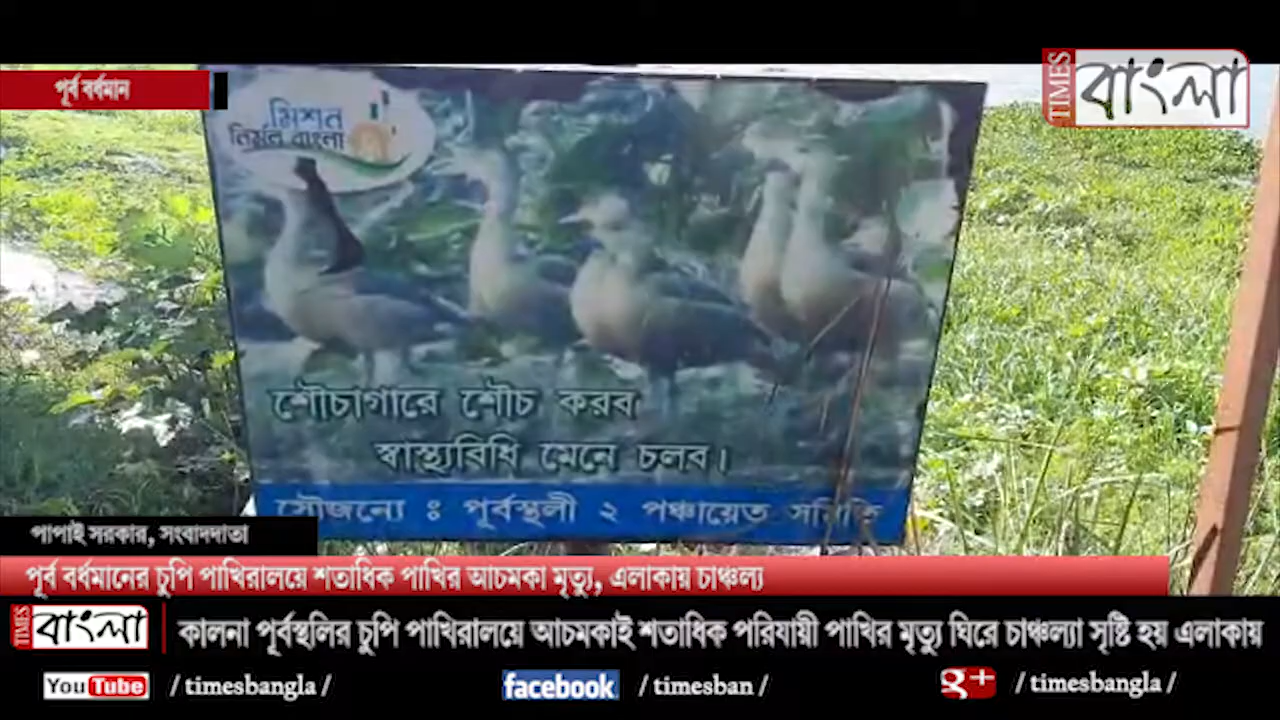 পূর্ব বর্ধমান
TIMES বাংলা
মিশন
নির্মল বাংলা
শৌচাগারে শৌচ করব
স্বাস্থ্যবিধি মেনে চলব।
সৌজন্যে ঃ পূর্বস্থলী ২ পঞ্চায়েত সমিতি
পাপাই সরকার, সংবাদদাতা
পূর্ব বর্ধমানের চুপি পাখিরালয়ে শতাধিক পাখির আচমকা মৃত্যু, এলাকায় চাঞ্চল্য
TIMES বাংলা কালনা পূর্বস্থলির চুপি পাখিরালয়ে আচমকাই শতাধিক পরিযায়ী পাখির মৃত্যু ঘিরে চাঞ্চল্যা সৃষ্টি হয় এলাকায়
YouTube / timesbangla / facebook / timesban / g+ / timesbangla /